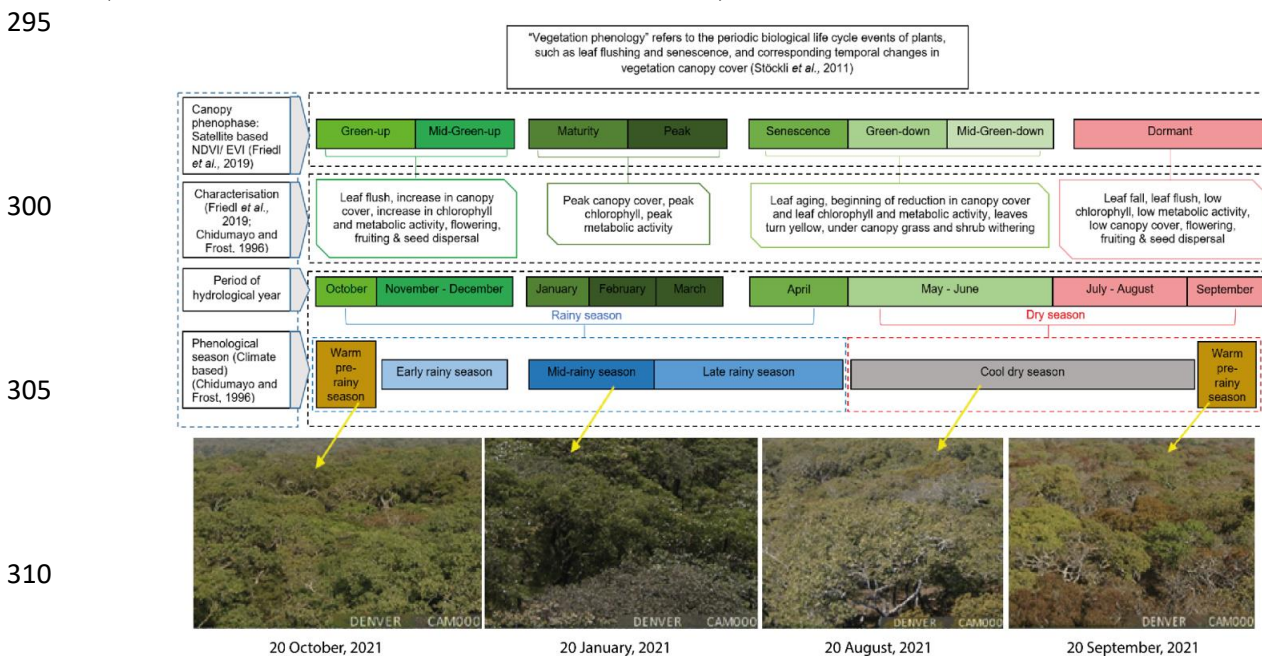 295
"Vegetation phenology" refers to the periodic biological life cycle events of plants,
such as leaf flushing and senescence, and corresponding temporal changes in
vegetation canopy cover (Stöckli et al., 2011)
Canopy
phenophase:
Satellite based
NDVI/ EVI (Friedl
et al., 2019)
Green-up
Mid-Green-up
Maturity
Peak
Senescence
Green-down
Mid-Green-down
Dormant
300
Characterisation
(Friedl et al.,
2019;
Chidumayo and
Frost, 1996)
Leaf flush, increase in canopy
cover, increase in chlorophyll
and metabolic activity, flowering,
fruiting & seed dispersal
Peak canopy cover, peak
chlorophyll, peak
metabolic activity
Leaf aging, beginning of reduction in canopy cover
and leaf chlorophyll and metabolic activity, leaves
turn yellow, under canopy grass and shrub withering
Leaf fall, leaf flush, low
chlorophyll, low metabolic activity,
low canopy cover, flowering,
fruiting & seed dispersal
Period of
hydrological year
October
November - December
January
February
March
April
May - June
July - August
September
Rainy season
Dry season
305
Phenological
season (Climate
based)
(Chidumayo and
Frost, 1996)
Warm
pre-
rainy
season
Early rainy season
Mid-rainy season
Late rainy season
Cool dry season
Warm
pre-
rainy
season
310
DENVER CAM000
DENVER CAM000
DENVER CAM000
DENVER CAM000
20 October, 2021
20 January, 2021
20 August, 2021
20 September, 2021